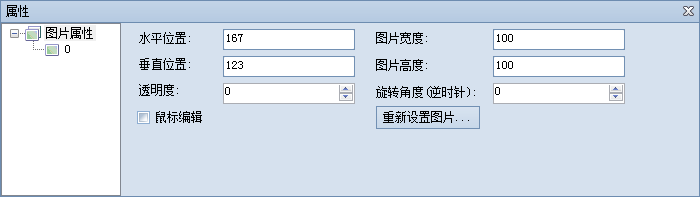 属性
图片属性
0
水平位置: 167 图片宽度: 100
垂直位置: 123 图片高度: 100
透明度: 0 旋转角度(逆时针): 0
鼠标编辑 重新设置图片...